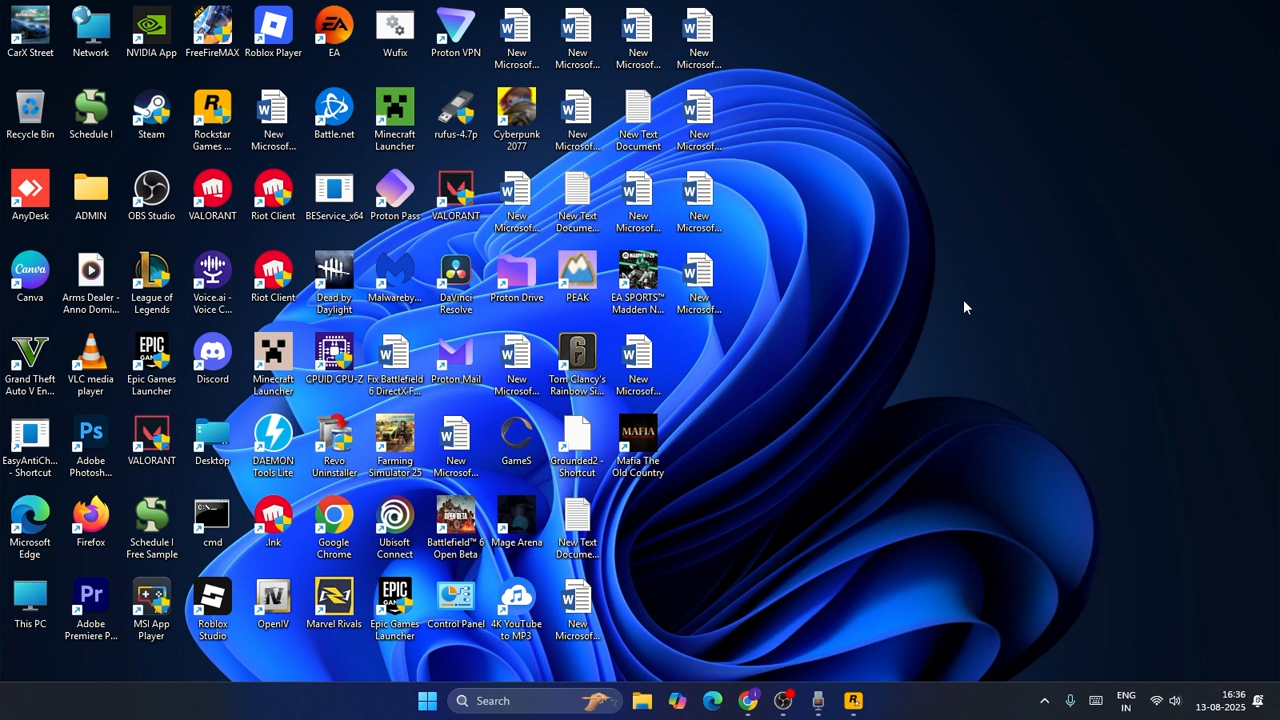 CarX Street
Network
NVIDIA App
FreeFireMAX
Roblox Player
EA
Wufix
Proton VPN
New
Microsof...
New
Microsof...
New
Microsof...
New
Microsof...
Recycle Bin
Schedule I
Steam
Rockstar
Games ...
New
Microsof...
Battle.net
Minecraft
Launcher
rufus-4.7p
Cyberpunk
2077
New
Microsof...
New Text
Document
New
Microsof...
AnyDesk
ADMIN
OBS Studio
VALORANT
Riot Client
BEService_x64
Proton Pass
VALORANT
New
Microsof...
New Text
Docume...
New
Microsof...
New
Microsof...
Canva
Canva
Arms Dealer -
Anno Domi...
League of
Legends
Voice.ai -
Voice C...
Riot Client
Dead by
Daylight
Malwareby...
DaVinci
Resolve
Proton Drive
PEAK
EA SPORTS™
Madden N...
New
Microsof...
Grand Theft
Auto V En...
VLC media
player
EPIC
GAMES
Epic Games
Launcher
Discord
Minecraft
Launcher
CPUID CPU-Z
Fix Battlefield
6 DirectX F...
Proton Mail
New
Microsof...
6
Tom Clancy's
Rainbow Si...
New
Microsof...
EasyAntiCh...
- Shortcut
Ps
Adobe
Photosh...
VALORANT
Desktop
DAEMON
Tools Lite
Revo
Uninstaller
Farming
Simulator 25
New
Microsof...
GameS
Grounded2 -
Shortcut
MAFIA
Mafia The
Old Country
Microsoft
Edge
Firefox
Schedule I
Free Sample
cmd
.lnk
Google
Chrome
Ubisoft
Connect
Battlefield™ 6
Open Beta
Mage Arena
New Text
Docume...
This PC
Pr
Adobe
Premiere P...
MSI App
Player
Roblox
Studio
IV
OpenIV
Marvel Rivals
EPIC
GAMES
Epic Games
Launcher
Control Panel
4K YouTube
to MP3
New
Microsof...
Search
ENG
IN
16:36
13-08-2025